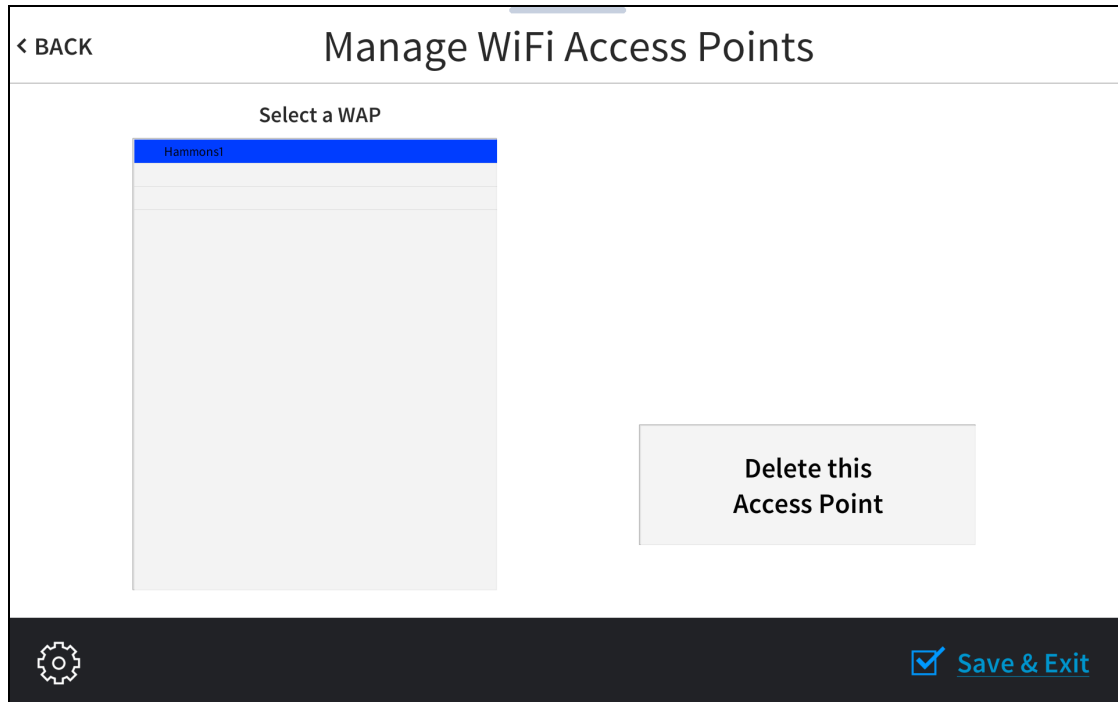 < BACK
Manage WiFi Access Points
Select a WAP
Hammons1
Delete this
Access Point
Save & Exit